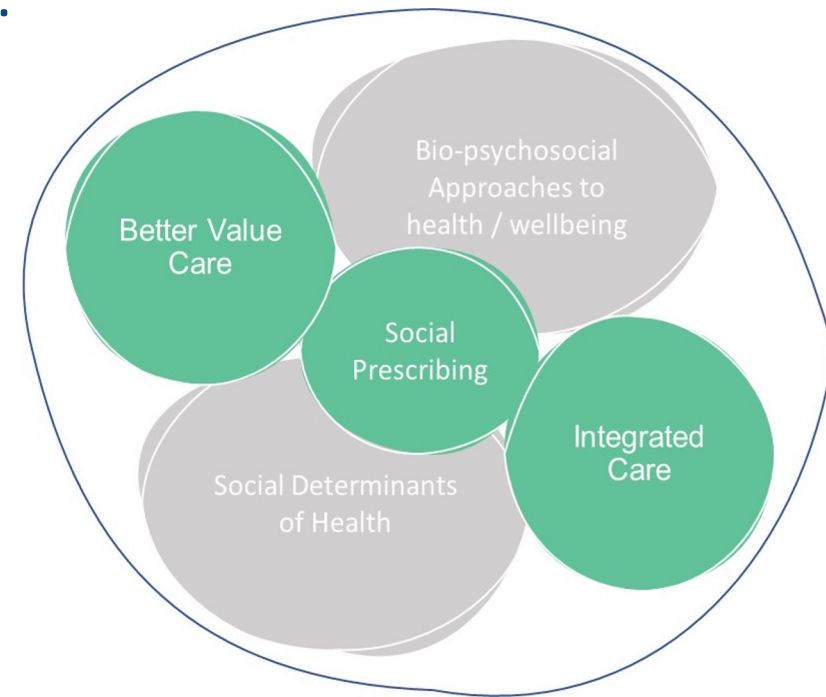 Bio-psychosocial
Approaches to
health / wellbeing
Better Value
Care
Social
Prescribing
Integrated
Care
Social Determinants
of Health